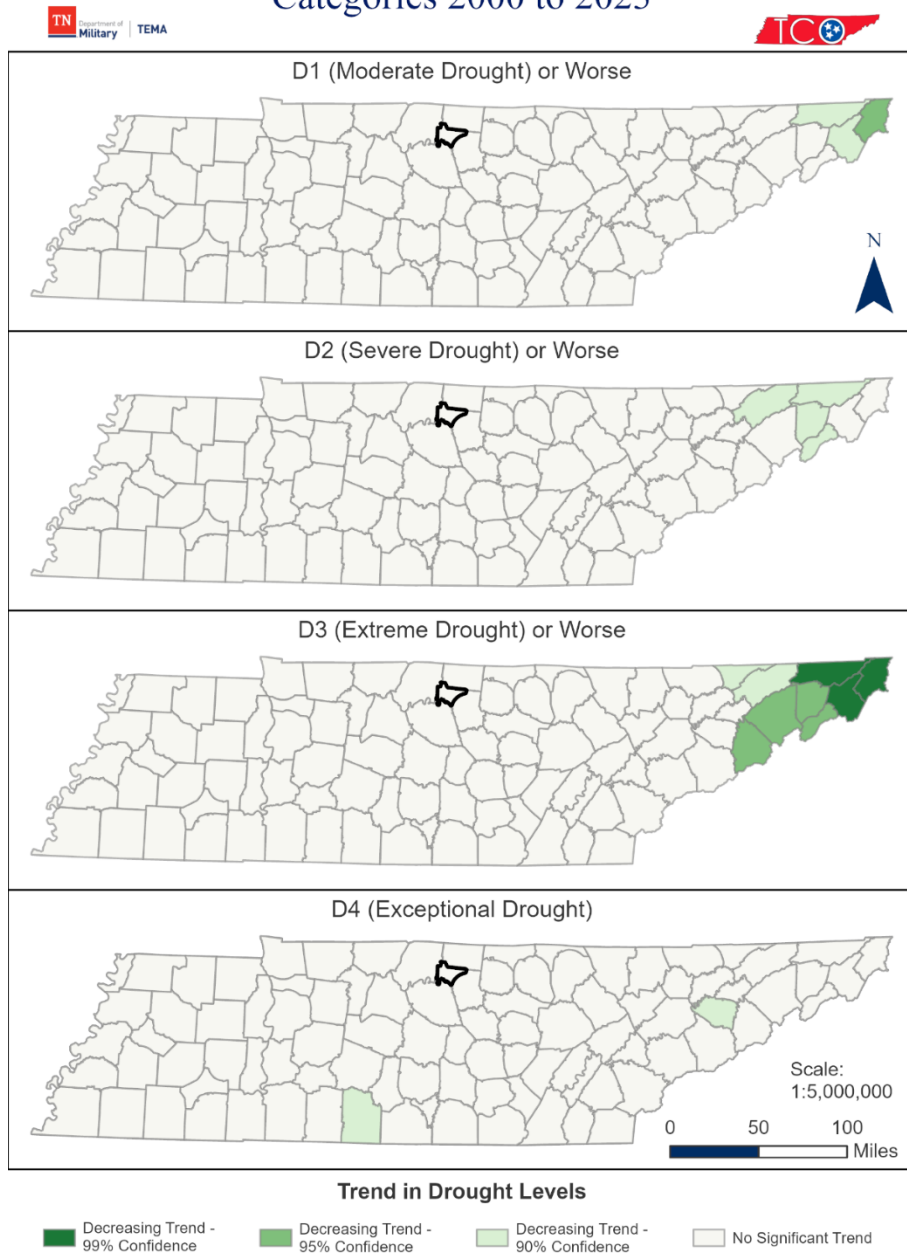 Categories 2000 to 2023
TN
Department of
Military
TEMA
TCO
D1 (Moderate Drought) or Worse
N
D2 (Severe Drought) or Worse
D3 (Extreme Drought) or Worse
D4 (Exceptional Drought)
Scale:
1:5,000,000
0 50 100
Miles
Trend in Drought Levels
Decreasing Trend -
99% Confidence
Decreasing Trend -
95% Confidence
Decreasing Trend -
90% Confidence
No Significant Trend